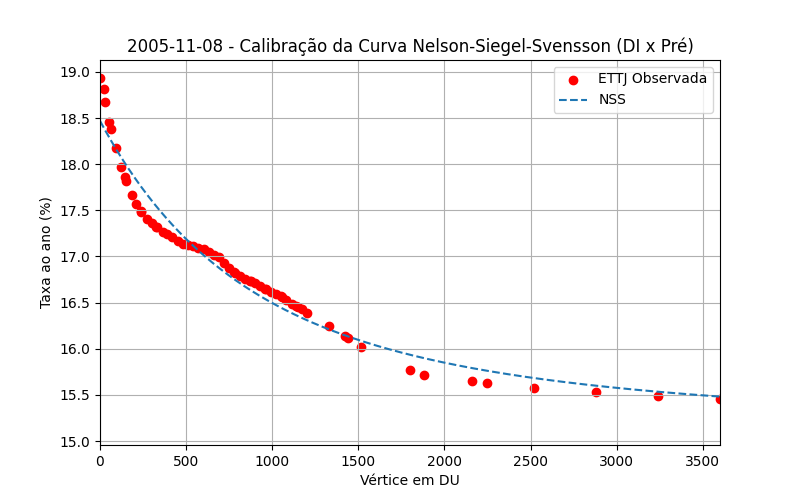 2005-11-08 - Calibração da Curva Nelson-Siegel-Svensson (DI x Pré)
ETTJ Observada
NSS
Taxa ao ano (%)
19.0
18.5
18.0
17.5
17.0
16.5
16.0
15.5
15.0
0 500 1000 1500 2000 2500 3000 3500
Vértice em DU